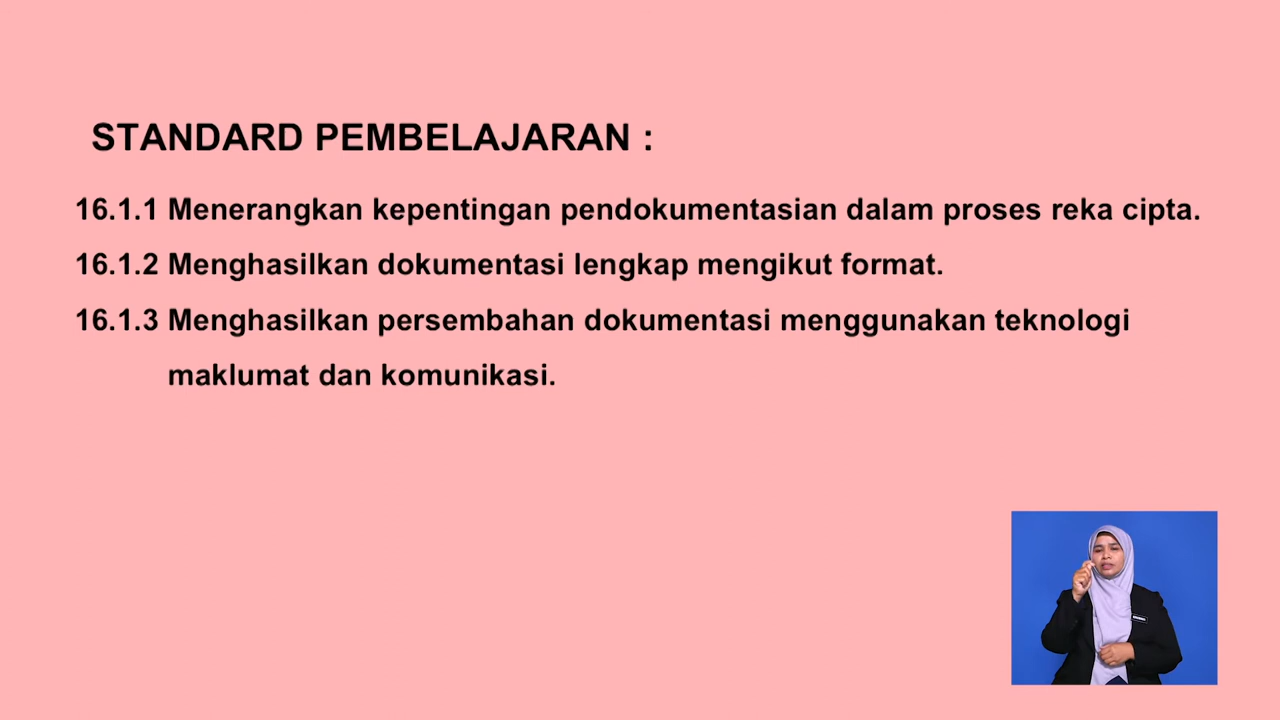 STANDARD PEMBELAJARAN :
16.1.1 Menerangkan kepentingan pendokumentasian dalam proses reka cipta.
16.1.2 Menghasilkan dokumentasi lengkap mengikut format.
16.1.3 Menghasilkan persembahan dokumentasi menggunakan teknologi
maklumat dan komunikasi.